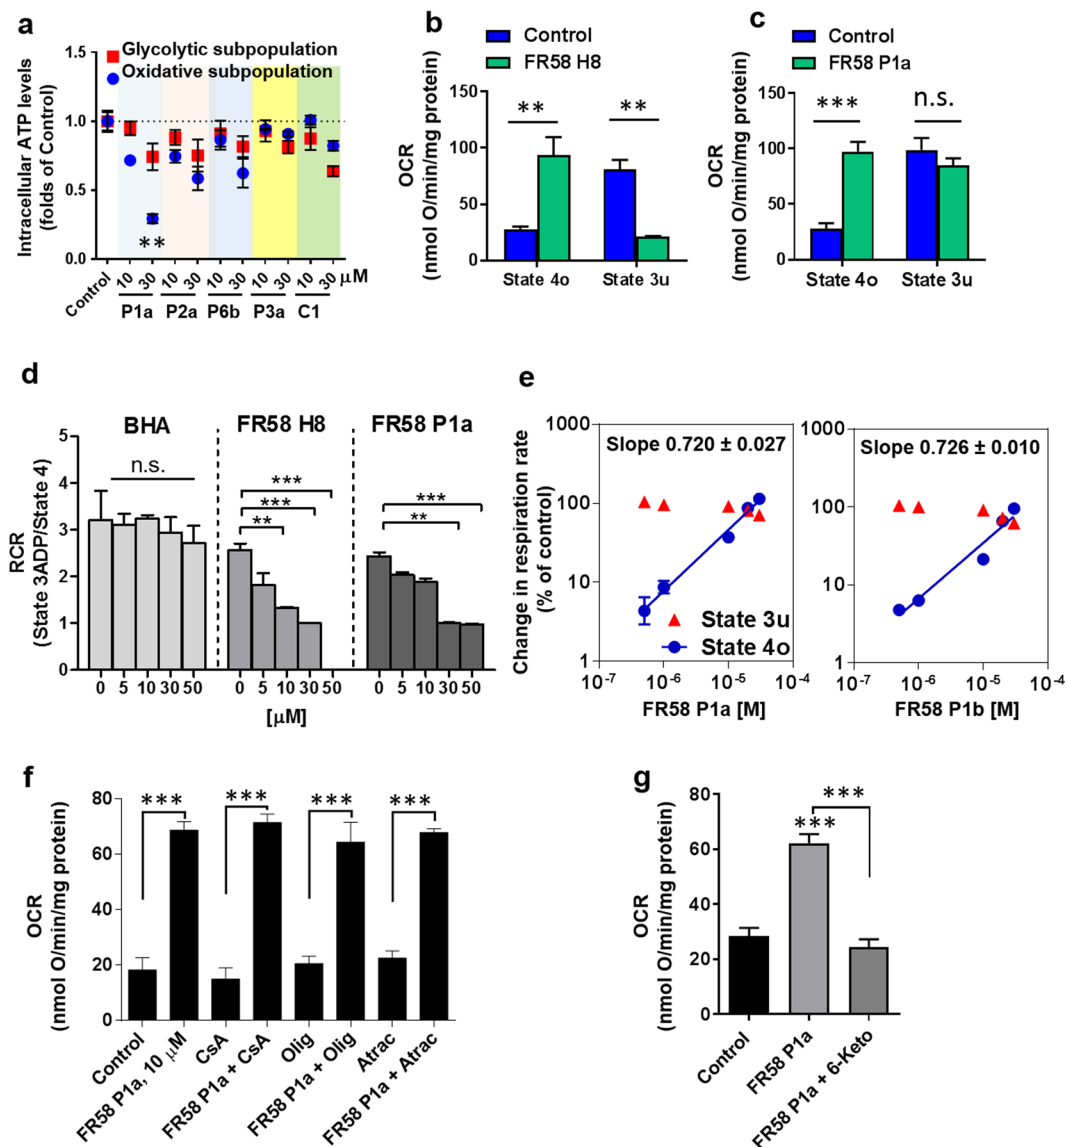 a
Glycolytic subpopulation
Oxidative subpopulation
Intracellular ATP levels
(folds of Control)
1.5
1.0
0.5
0.0
**
Control
10
30
10
30
10
30
10
30
10
30
μM
P1a
P2a
P6b
P3a
C1
b
Control
FR58 H8
OCR
(nmol O/min/mg protein)
150
100
50
0
**
**
State 4o
State 3u
c
Control
FR58 P1a
OCR
(nmol O/min/mg protein)
150
100
50
0
***
n.s.
State 4o
State 3u
d
BHA
FR58 H8
FR58 P1a
RCR
(State 3ADP/State 4)
5
4
3
2
1
0
n.s.
***
***
**
***
**
0 5 10 30 50 0 5 10 30 50 0 5 10 30 50
[μM]
e
Change in respiration rate
(% of control)
1000
100
10
1
Slope 0.720 ± 0.027
State 3u
State 4o
10-7 10-6 10-5 10-4
FR58 P1a [M]
1000
100
10
1
Slope 0.726 ± 0.010
10-7 10-6 10-5 10-4
FR58 P1b [M]
f
OCR
(nmol O/min/mg protein)
80
60
40
20
0
***
***
***
***
Control
FR58 P1a, 10 μM
CsA
FR58 P1a + CsA
Olig
FR58 P1a + Olig
Atrac
FR58 P1a + Atrac
g
OCR
(nmol O/min/mg protein)
80
60
40
20
0
***
***
Control
FR58 P1a
FR58 P1a + 6-Keto